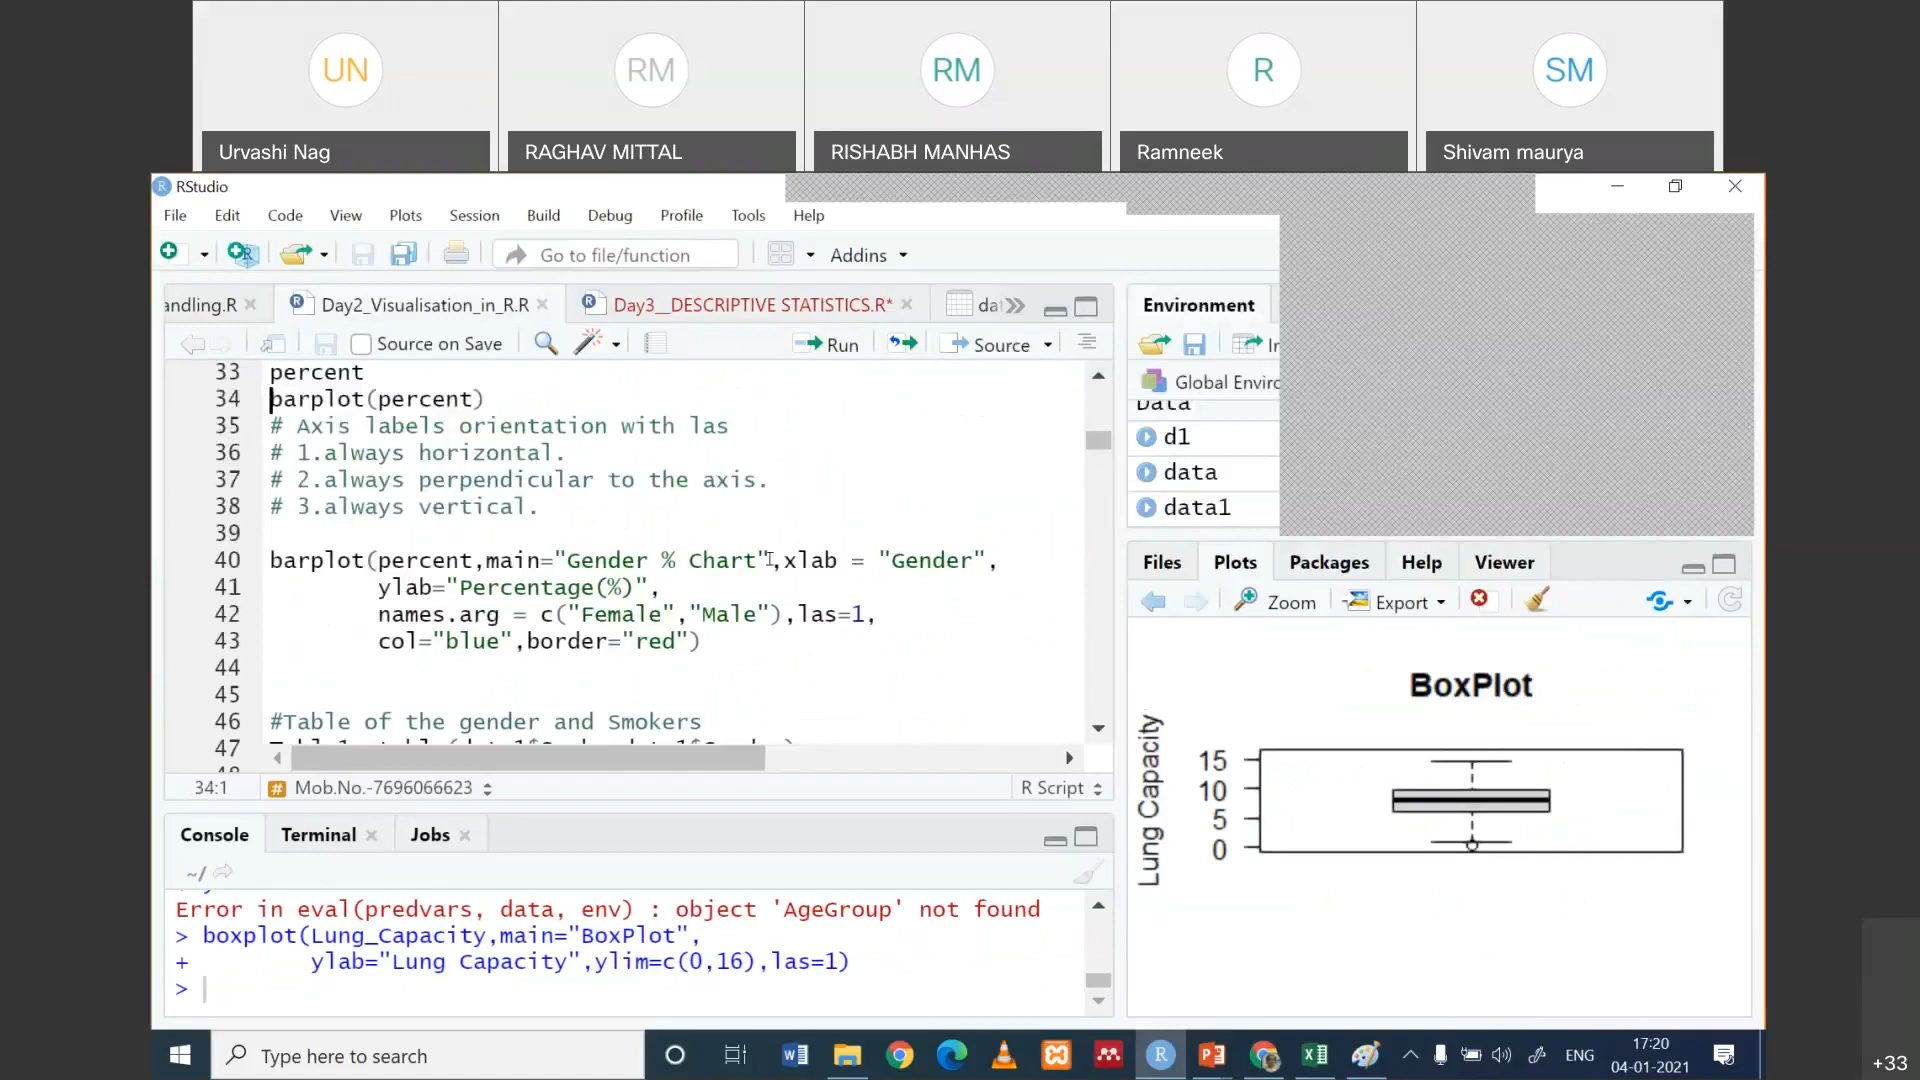 UN
RM
RM
R
SM
Urvashi Nag
RAGHAV MITTAL
RISHABH MANHAS
Ramneek
Shivam maurya
RStudio
File Edit Code View Plots Session Build Debug Profile Tools Help
Go to file/function
Addins
andling.R
Day2_Visualisation_in_R.R
Day3__DESCRIPTIVE STATISTICS.R*
da
Source on Save
Run
Source
33 percent
34 barplot(percent)
35 # Axis labels orientation with las
36 # 1.always horizontal.
37 # 2.always perpendicular to the axis.
38 # 3.always vertical.
39
40 barplot(percent,main="Gender % Chart",xlab = "Gender",
41 ylab="Percentage(%)",
42 names.arg = c("Female","Male"),las=1,
43 col="blue",border="red")
44
45
46 #Table of the gender and Smokers
47
34:1
Mob.No.-7696066623
R Script
Console Terminal Jobs
~/
Error in eval(predvars, data, env) : object 'AgeGroup' not found
> boxplot(Lung_Capacity,main="BoxPlot",
+ ylab="Lung Capacity",ylim=c(0,16),las=1)
>
Environment
Global Enviro
Data
d1
data
data1
Files Plots Packages Help Viewer
Zoom
Export
BoxPlot
Lung Capacity
15
10
5
0
Type here to search
ENG
17:20
04-01-2021
+33